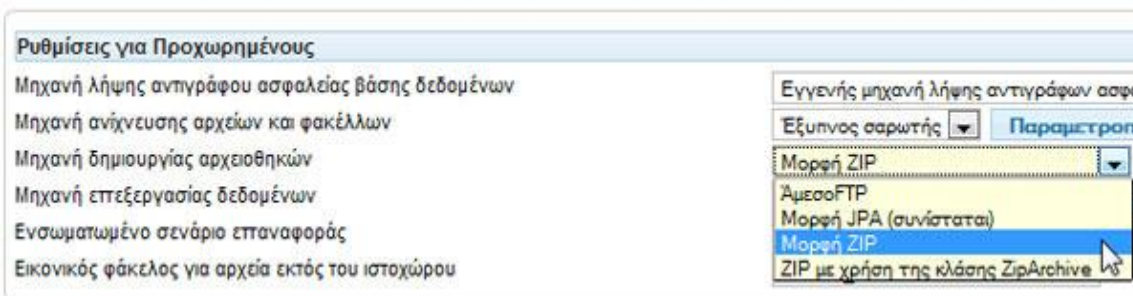 Ρυθμίσεις για Προχωρημένους
Μηχανή λήψης αντιγράφου ασφαλείας βάσης δεδομένων
Εγγενής μηχανή λήψης αντιγράφων
Μηχανή ανίχνευσης αρχείων και φακέλλων
Έξυπνος σαρωτής
Μηχανή δημιουργίας αρχειοθηκών
Μορφή ZIP
Μηχανή επεξεργασίας δεδομένων
ΆμεσοFTP
Μορφή JPA (συνίσταται)
Ενσωματωμένο σενάριο επαναφοράς
Μορφή ZIP
Εικονικός φάκελος για αρχεία εκτός του ιστοχώρου
ZIP με χρήση της κλάσης ZipArchive